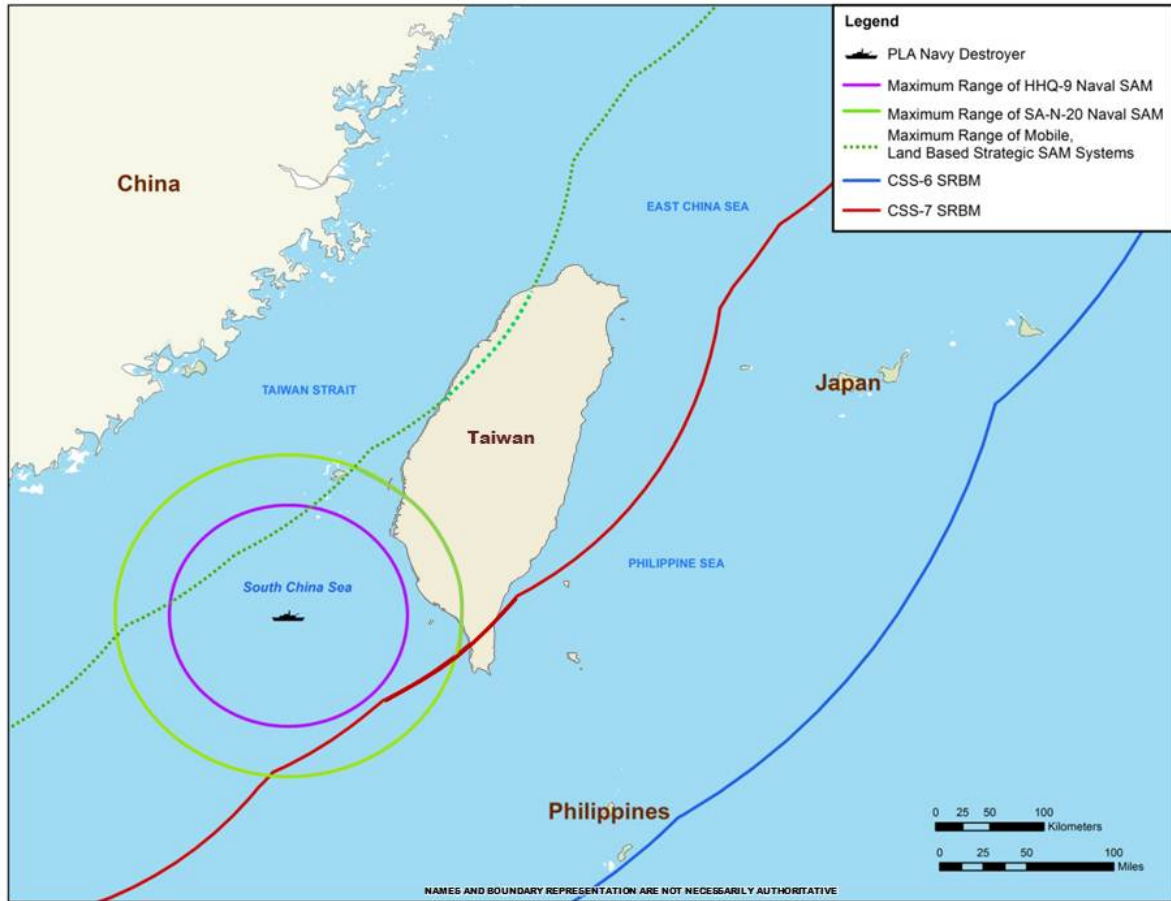 Legend
PLA Navy Destroyer
Maximum Range of HHQ-9 Naval SAM
Maximum Range of SA-N-20 Naval SAM
Maximum Range of Mobile,
Land Based Strategic SAM Systems
CSS-6 SRBM
CSS-7 SRBM
China
EAST CHINA SEA
TAIWAN STRAIT
Japan
Taiwan
PHILIPPINE SEA
South China Sea
Philippines
0 25 50 100
Kilometers
0 25 50 100
Miles
NAMES AND BOUNDARY REPRESENTATION ARE NOT NECESSARILY AUTHORITATIVE